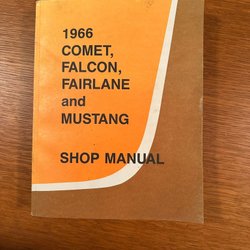 1966
COMET,
FALCON,
FAIRLANE
and
MUSTANG
SHOP MANUAL